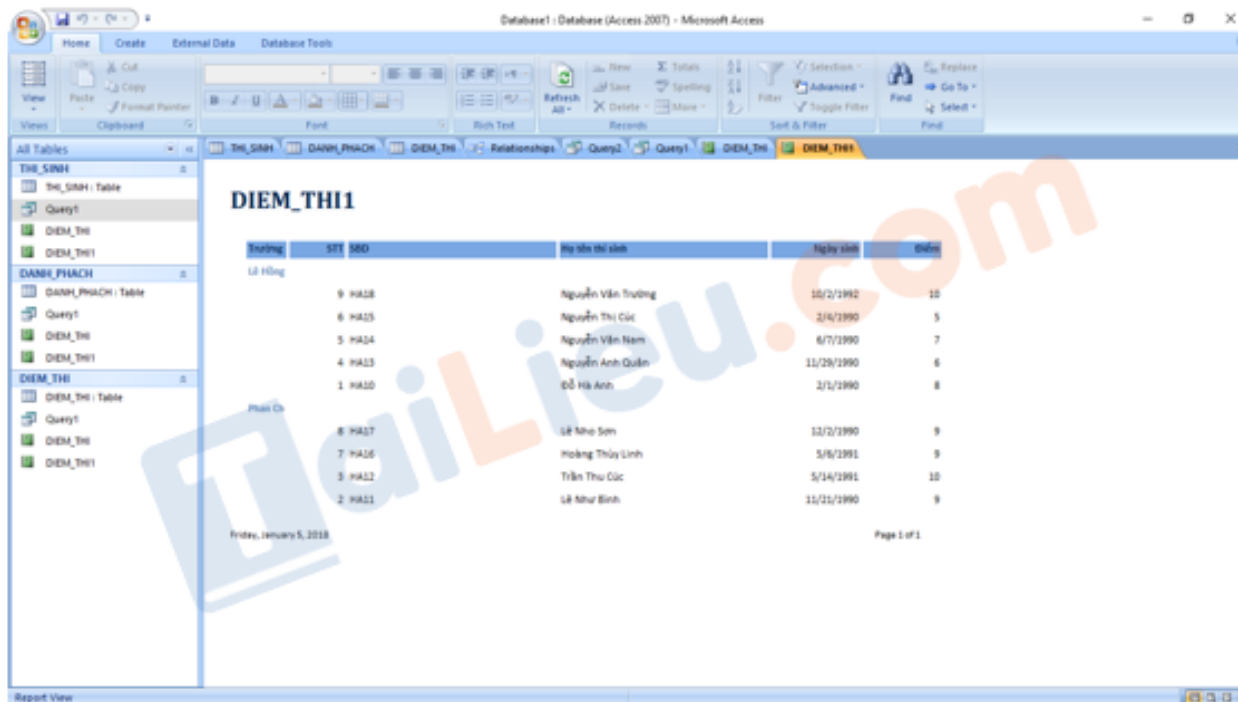 Database1 : Database (Access 2007) - Microsoft Access
Home Create External Data Database Tools
View Paste Cut Copy Format Painter
Refresh All New Save Delete Totals Spelling More
Filter Selection Advanced Toggle Filter
Find Replace Go To Select
Views Clipboard Font Rich Text Records Sort & Filter Find
All Tables
THI_SINH DANH_PHACH DIEM_THI Relationships Query2 Query1 DIEM_THI DIEM_THI1
THI_SINH
THI_SINH : Table
Query1
DIEM_THI
DIEM_THI1
DANH_PHACH
DANH_PHACH : Table
Query1
DIEM_THI
DIEM_THI1
DIEM_THI
DIEM_THI : Table
Query1
DIEM_THI
DIEM_THI1
DIEM_THI1
Trường STT SBD Họ tên thí sinh Ngày sinh Điểm
Lê Hồng
9 HA18 Nguyễn Văn Trường 10/2/1992 10
6 HA15 Nguyễn Thị Cúc 2/4/1990 5
5 HA14 Nguyễn Văn Nam 6/7/1990 7
4 HA13 Nguyễn Anh Quân 11/29/1990 6
1 HA10 Đỗ Hà Anh 2/1/1990 8
Phan Ch
8 HA17 Lê Nho Sơn 12/2/1990 9
7 HA16 Hoàng Thùy Linh 5/6/1991 9
3 HA12 Trần Thu Cúc 5/14/1991 10
2 HA11 Lê Như Bình 11/21/1990 9
Friday, January 5, 2018 Page 1 of 1
TaiLieu.com
Report View